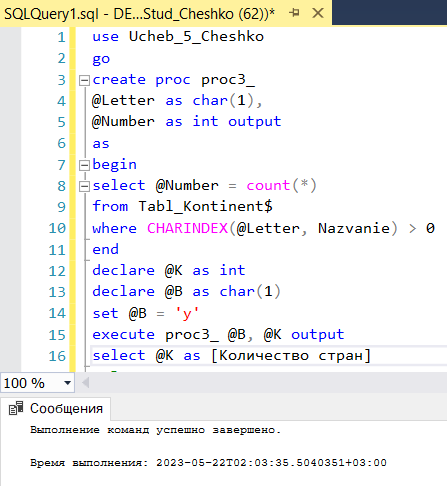 SQLQuery1.sql - DE...Stud_Cheshko (62))*
1 use Ucheb_5_Cheshko
2 go
3 create proc proc3_
4 @Letter as char(1),
5 @Number as int output
6 as
7 begin
8 select @Number = count(*)
9 from Tabl_Kontinent$
10 where CHARINDEX(@Letter, Nazvanie) > 0
11 end
12 declare @K as int
13 declare @B as char(1)
14 set @B = 'у'
15 execute proc3_ @B, @K output
16 select @K as [Количество стран]
100 %
Сообщения
Выполнение команд успешно завершено.
Время выполнения: 2023-05-22T02:03:35.5040351+03:00